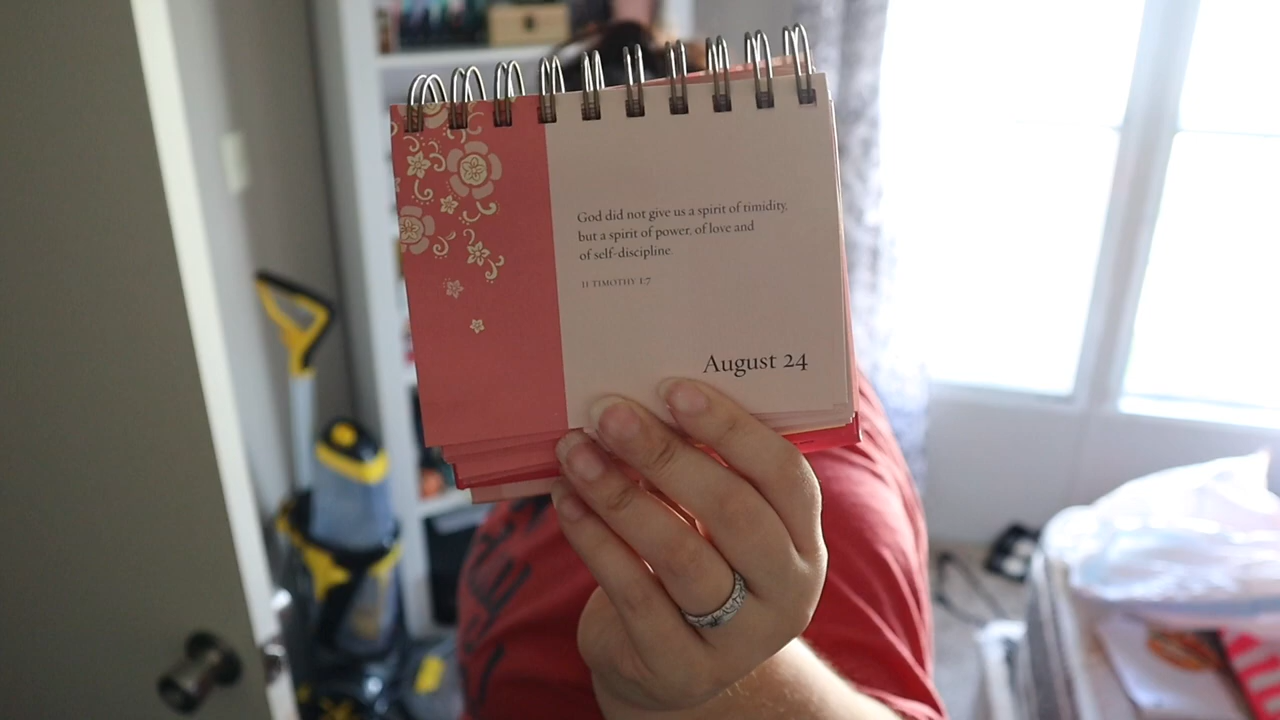 God did not give us a spirit of timidity,
but a spirit of power, of love and
of self-discipline.
II TIMOTHY 1:7
August 24